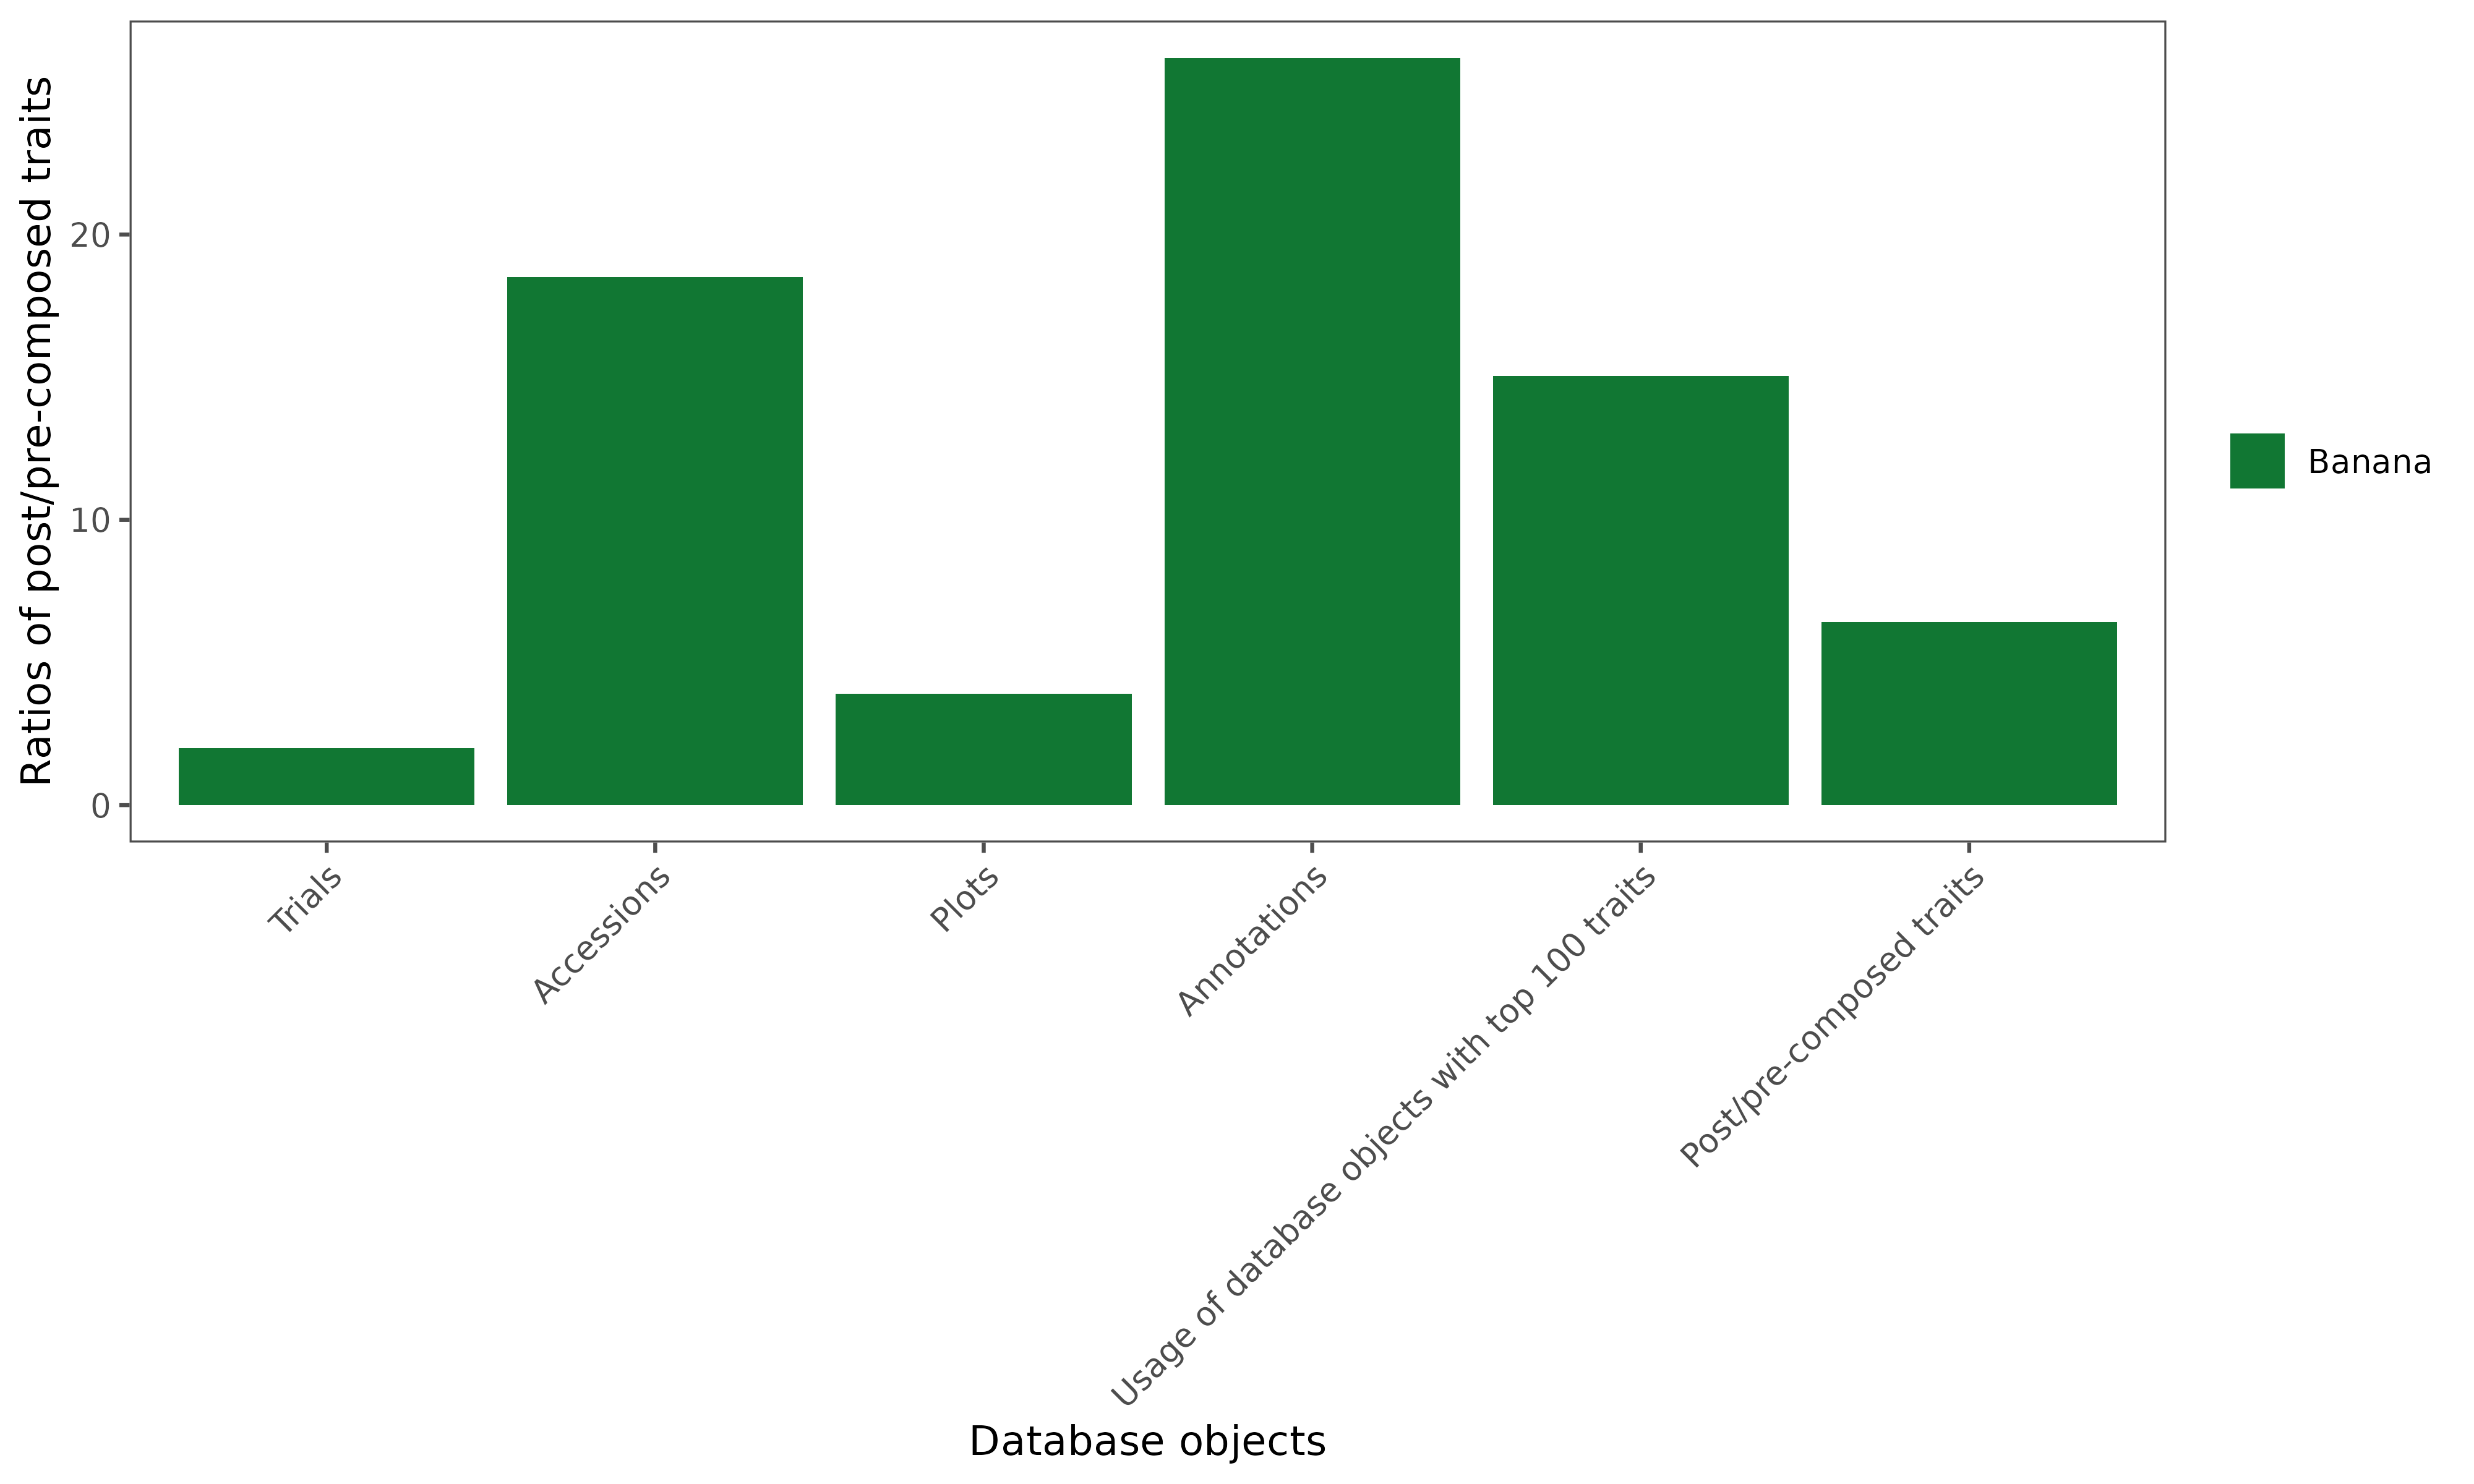 Ratios of post/pre-composed traits
20
10
0
Trials
Accessions
Plots
Annotations
Usage of database objects with top 100 traits
Post/pre-composed traits
Database objects
Banana